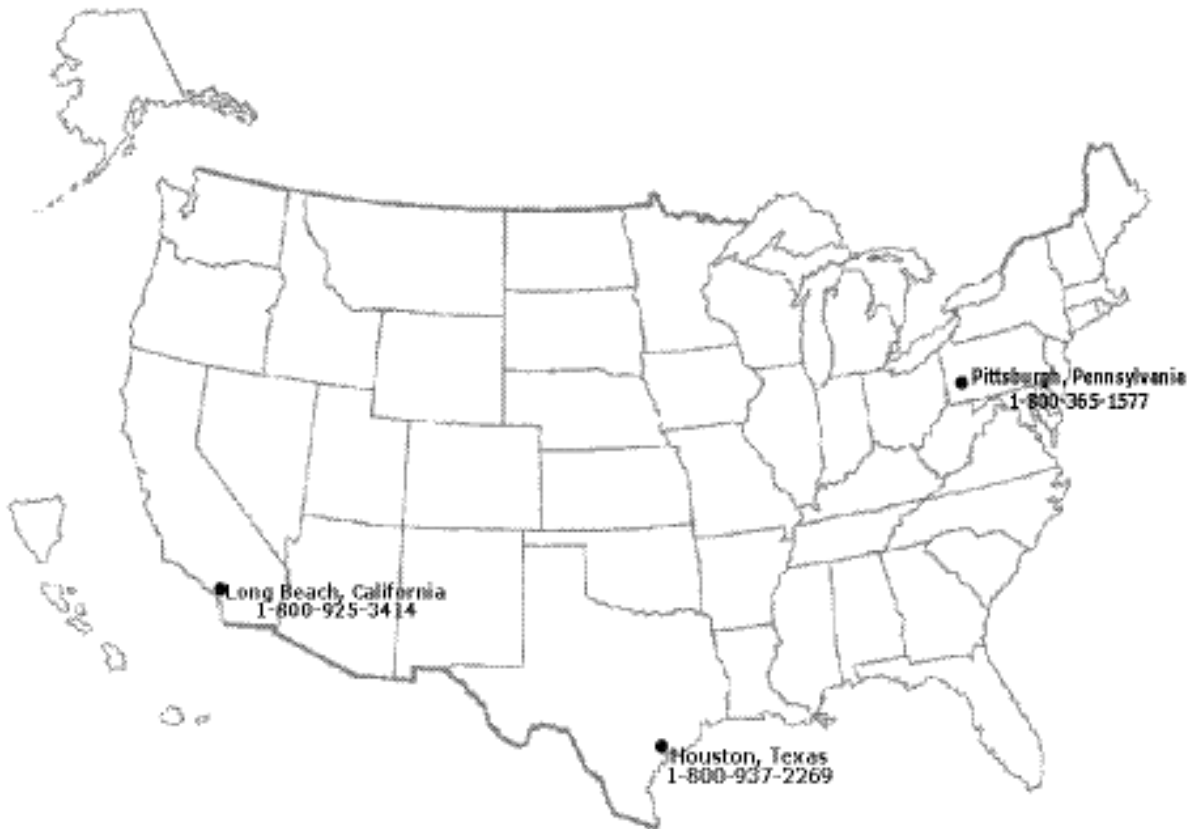 Pittsburgh, Pennsylvania
1-800-365-1577
Long Beach, California
1-800-925-3414
Houston, Texas
1-800-937-2269